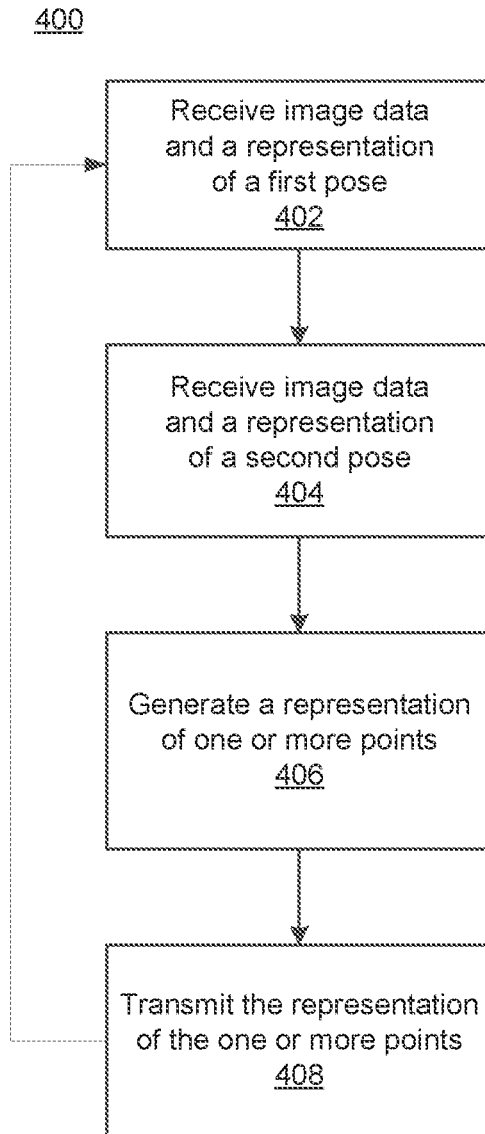 400
Receive image data
and a representation
of a first pose
402
Receive image data
and a representation
of a second pose
404
Generate a representation
of one or more points
406
Transmit the representation
of the one or more points
408